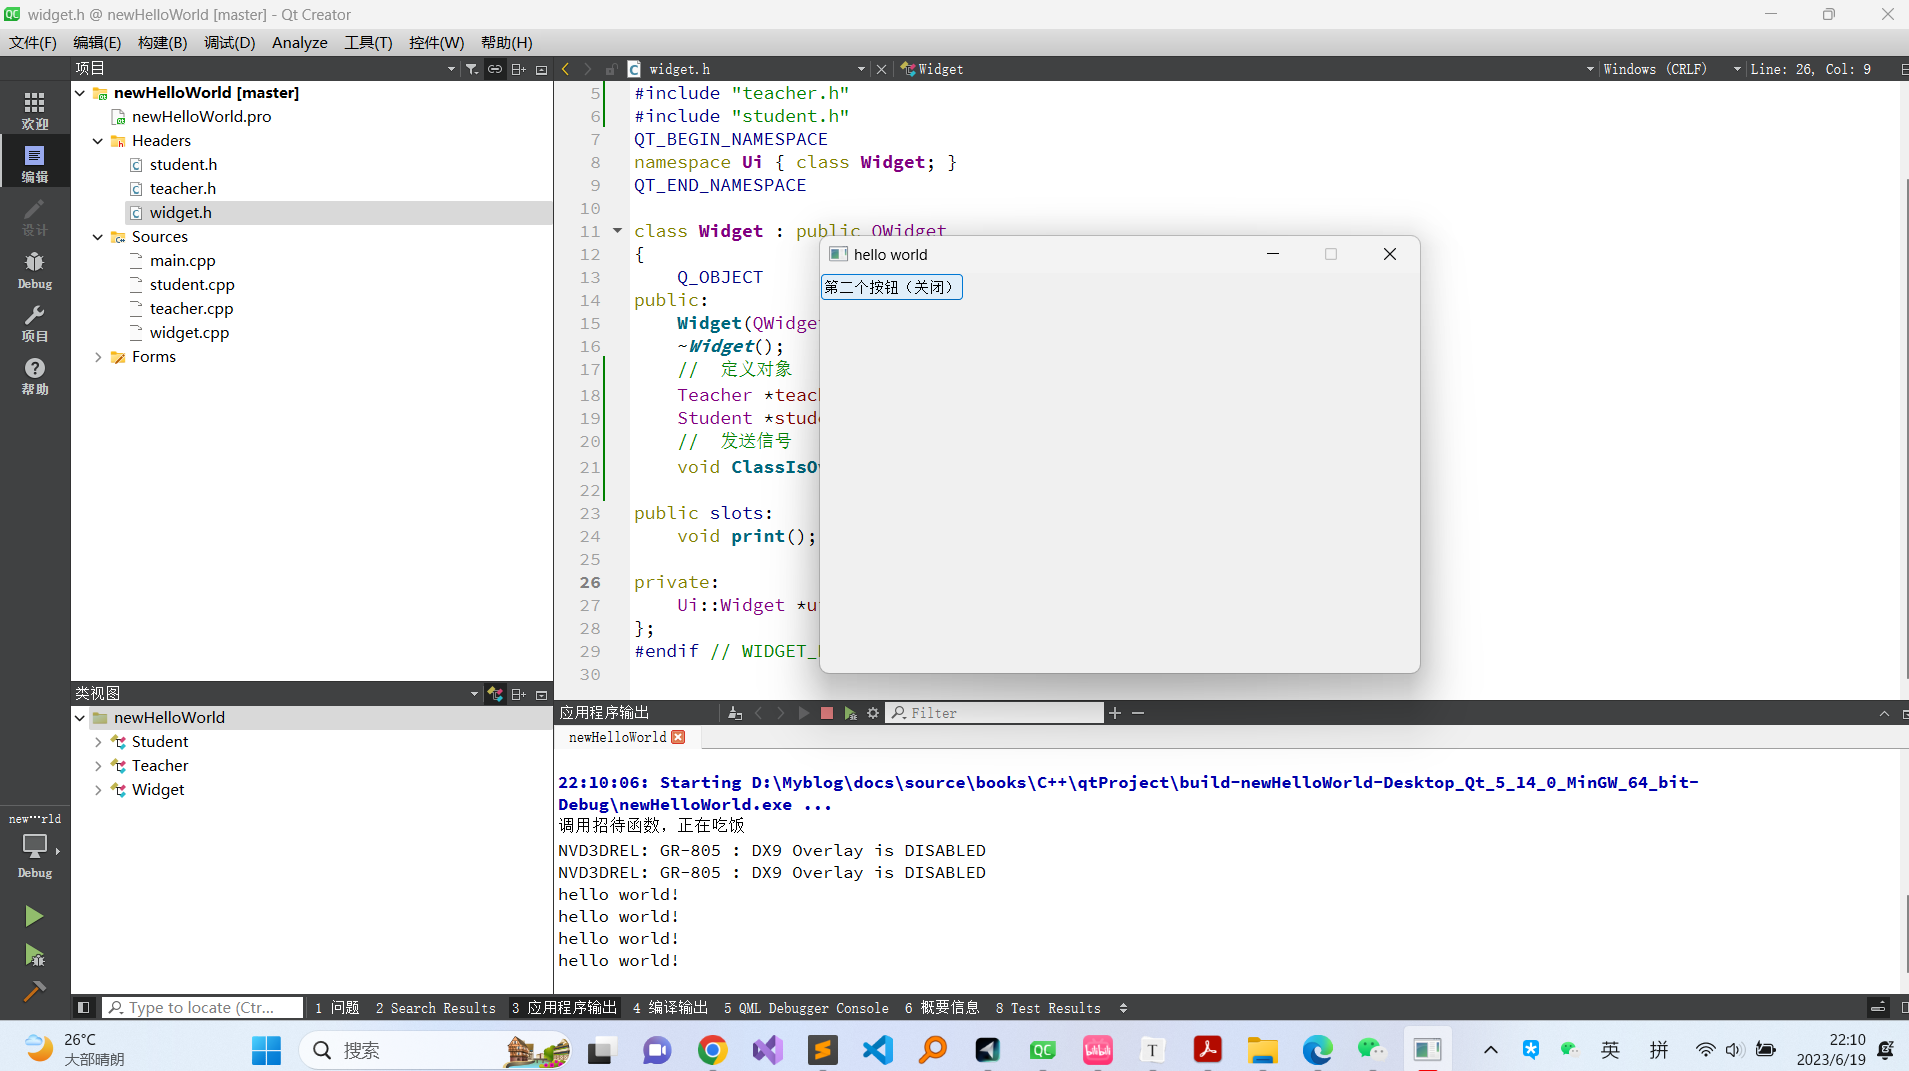 widget.h @ newHelloWorld [master] - Qt Creator
文件(F) 编辑(E) 构建(B) 调试(D) Analyze 工具(T) 控件(W) 帮助(H)
项目
widget.h
Widget
Windows (CRLF)
Line: 26, Col: 9
欢迎
编辑
设计
Debug
项目
帮助
newHelloWorld [master]
newHelloWorld.pro
Headers
student.h
teacher.h
widget.h
Sources
main.cpp
student.cpp
teacher.cpp
widget.cpp
Forms
5 #include "teacher.h"
6 #include "student.h"
7 QT_BEGIN_NAMESPACE
8 namespace Ui { class Widget; }
9 QT_END_NAMESPACE
10
11 class Widget : public QWidget
12 {
13 Q_OBJECT
14 public:
15 Widget(QWidge
16 ~Widget();
17 // 定义对象
18 Teacher *teac
19 Student *stud
20 // 发送信号
21 void ClassIsO
22
23 public slots:
24 void print();
25
26 private:
27 Ui::Widget *u
28 };
29 #endif // WIDGET_
30
hello world
第二个按钮（关闭）
类视图
newHelloWorld
Student
Teacher
Widget
应用程序输出
Filter
newHelloWorld
22:10:06: Starting D:\Myblog\docs\source\books\C++\qtProject\build-newHelloWorld-Desktop_Qt_5_14_0_MinGW_64_bit-
Debug\newHelloWorld.exe ...
调用招待函数，正在吃饭
NVD3DREL: GR-805 : DX9 Overlay is DISABLED
NVD3DREL: GR-805 : DX9 Overlay is DISABLED
hello world!
hello world!
hello world!
hello world!
new···rld
Debug
Type to locate (Ctr...
1 问题 2 Search Results 3 应用程序输出 4 编译输出 5 QML Debugger Console 6 概要信息 8 Test Results
26°C
大部晴朗
搜索
英
拼
22:10
2023/6/19